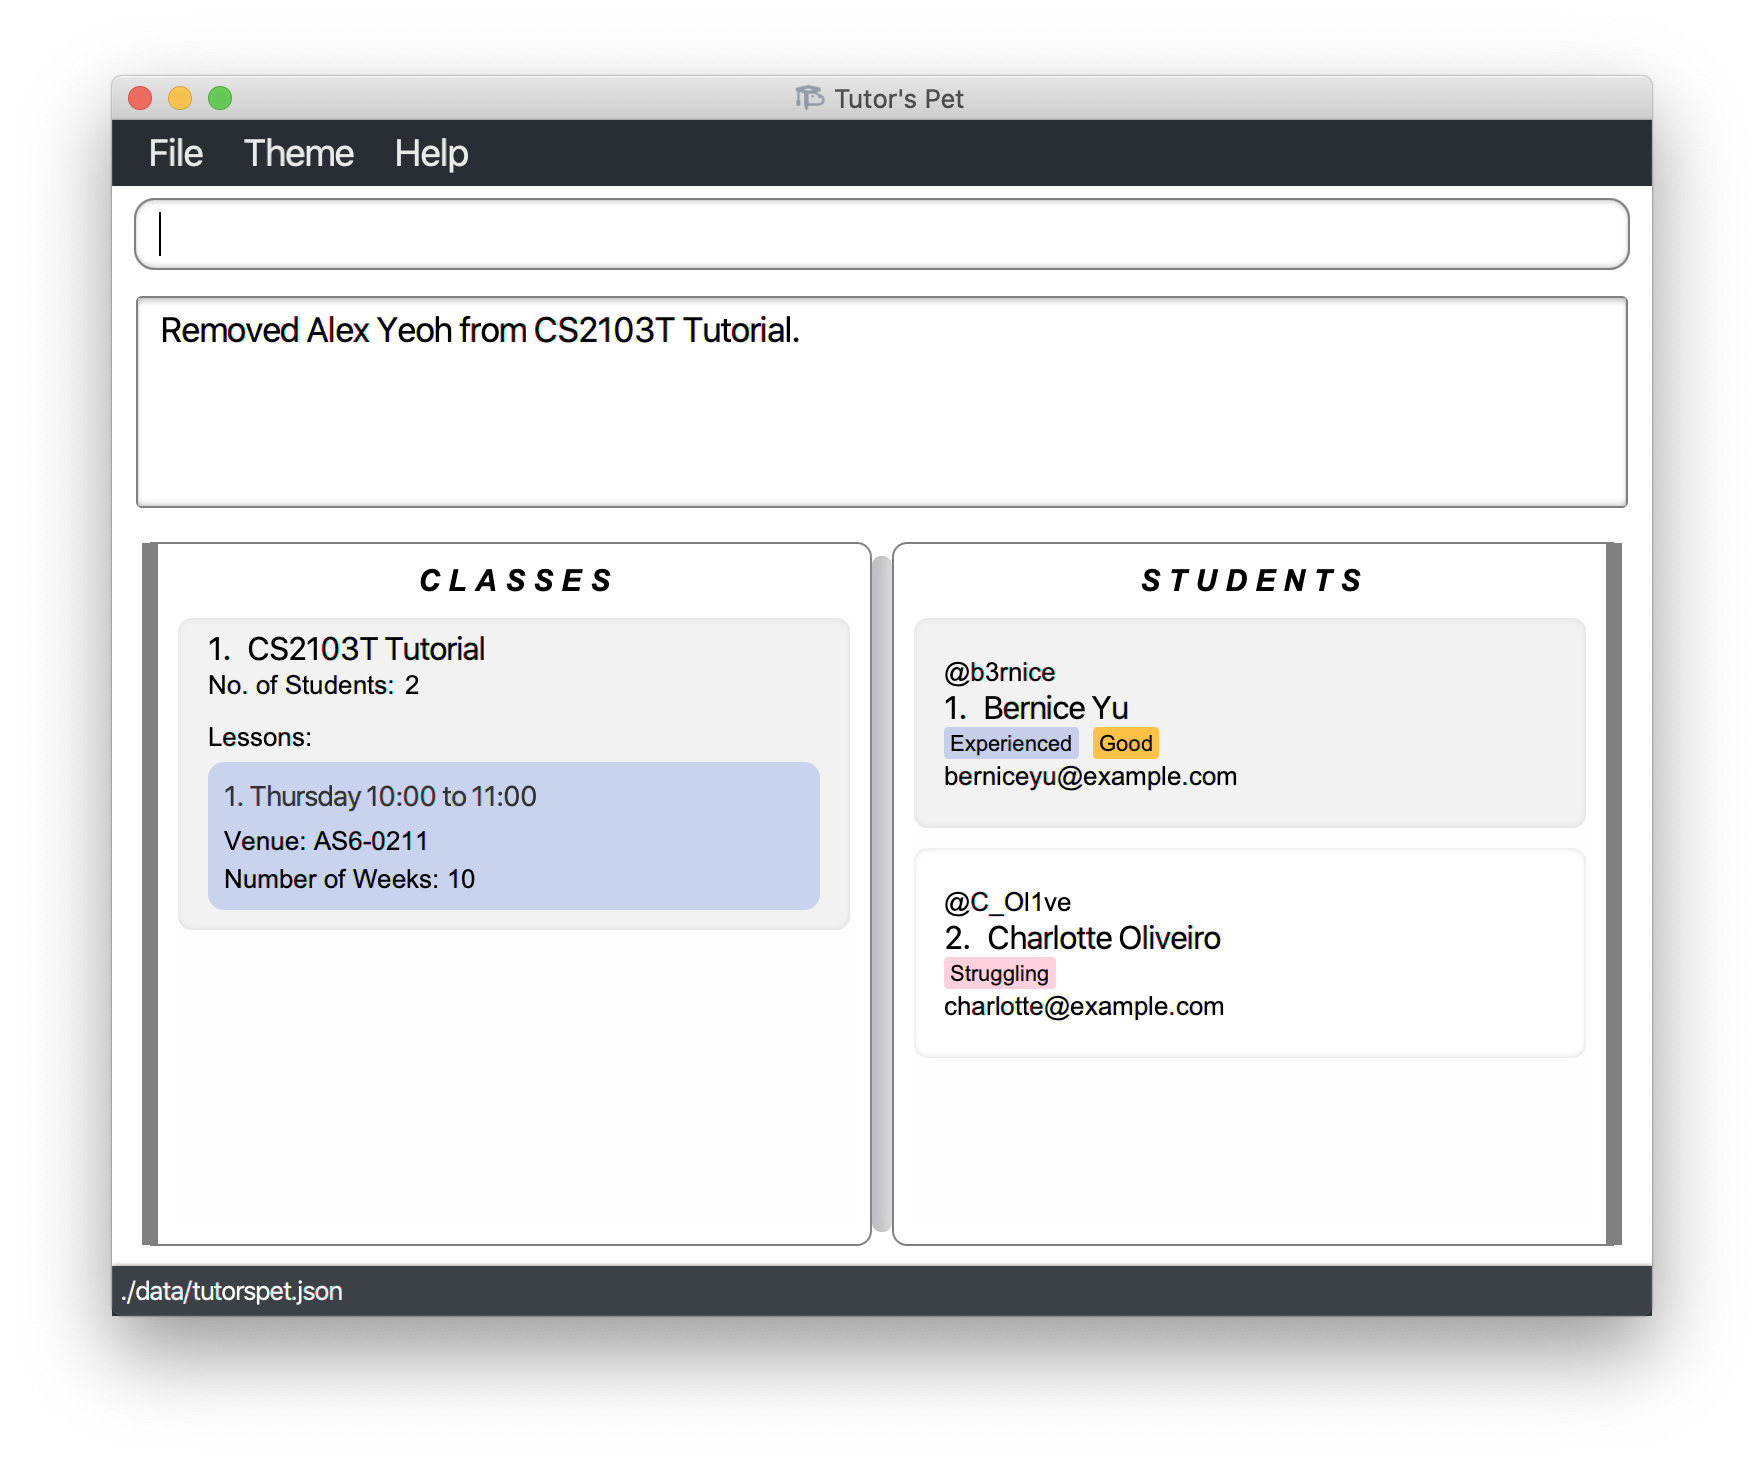 Tutor's Pet
File Theme Help
Removed Alex Yeoh from CS2103T Tutorial.
CLASSES
1. CS2103T Tutorial
No. of Students: 2
Lessons:
1. Thursday 10:00 to 11:00
Venue: AS6-0211
Number of Weeks: 10
STUDENTS
@b3rnice
1. Bernice Yu
Experienced Good
berniceyu@example.com
@C_Ol1ve
2. Charlotte Oliveiro
Struggling
charlotte@example.com
./data/tutorspet.json